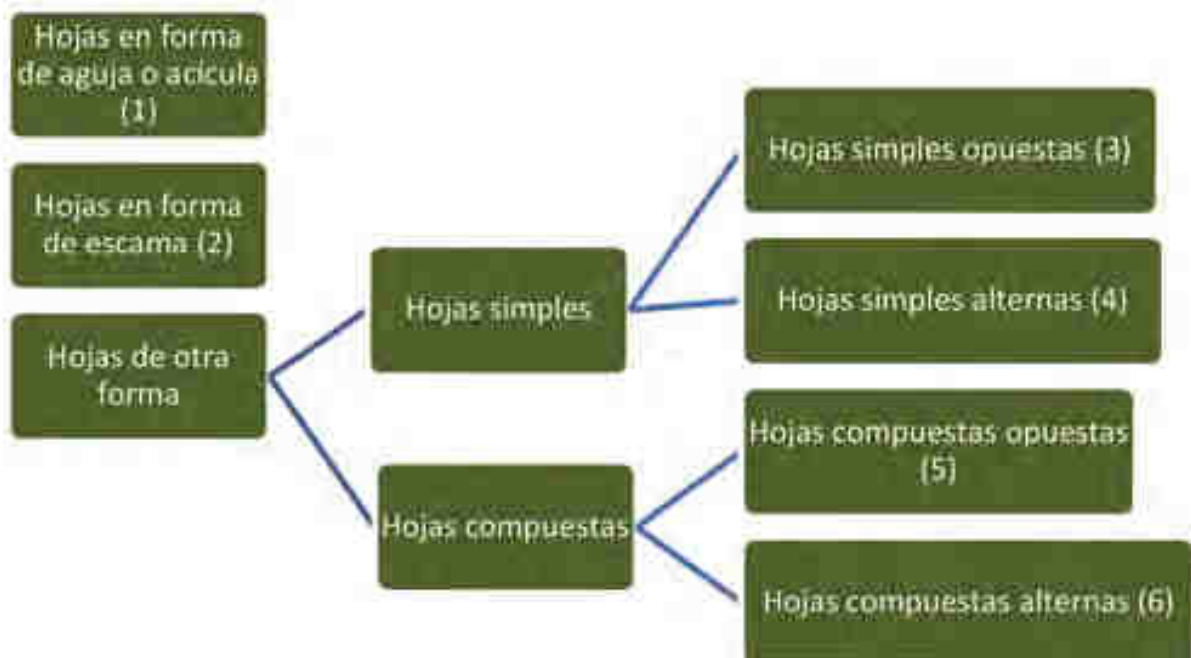 Hojas en forma
de aguja o acícula
(1)
Hojas en forma
de escama (2)
Hojas de otra
forma
Hojas simples
Hojas compuestas
Hojas simples opuestas (3)
Hojas simples alternas (4)
Hojas compuestas opuestas
(5)
Hojas compuestas alternas (6)